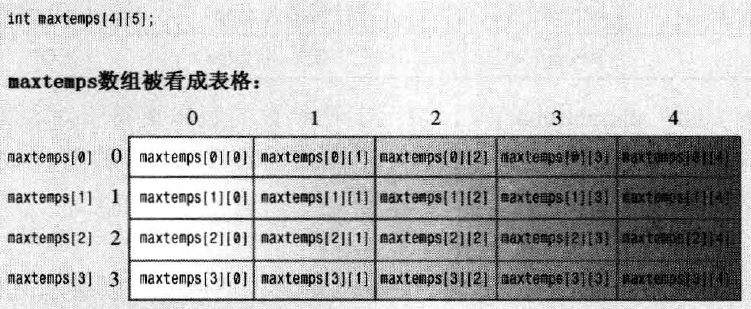 int maxtemps[4][5];
maxtemps数组被看成表格：
0 1 2 3 4
maxtemps[0] 0 maxtemps[0][0] maxtemps[0][1] maxtemps[0][2] maxtemps[0][3] maxtemps[0][4]
maxtemps[1] 1 maxtemps[1][0] maxtemps[1][1] maxtemps[1][2] maxtemps[1][3] maxtemps[1][4]
maxtemps[2] 2 maxtemps[2][0] maxtemps[2][1] maxtemps[2][2] maxtemps[2][3] maxtemps[2][4]
maxtemps[3] 3 maxtemps[3][0] maxtemps[3][1] maxtemps[3][2] maxtemps[3][3] maxtemps[3][4]